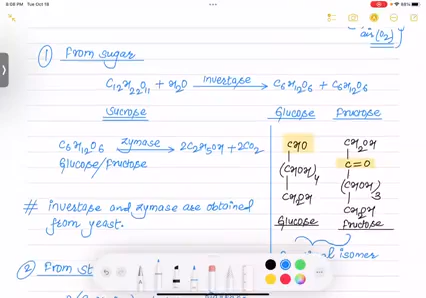 8:08 PM Tue Oct 18
88%
air(O2)
① From sugar
C12H22O11 + H2O —invertase→ C6H12O6 + C6H12O6
Sucrose Glucose Fructose
C6H12O6 —zymase→ 2C2H5OH + 2CO2
Glucose/Fructose
# invertase and zymase are obtained
from yeast.
CHO
(CHOH)4
CH2OH
Glucose
CH2OH
C=O
(CHOH)3
CH2OH
Fructose
isomer
② From